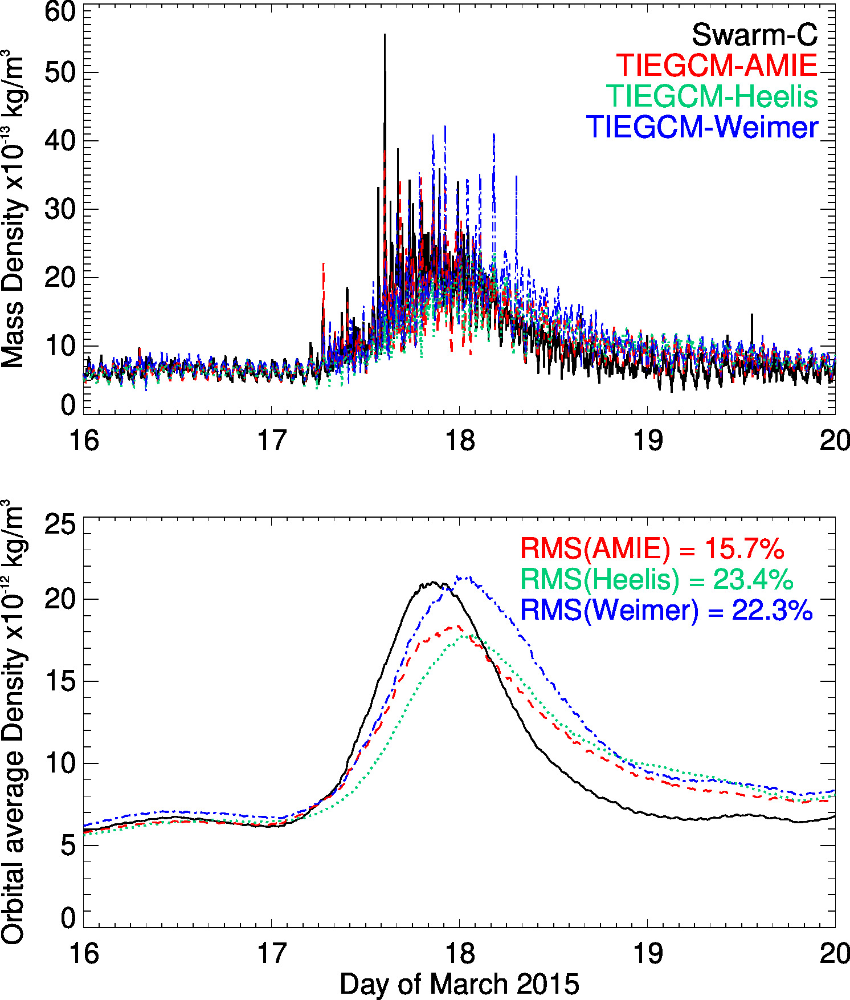 60
50
40
30
20
10
0
Mass Density x10^-13 kg/m^3
Swarm-C
TIEGCM-AMIE
TIEGCM-Heelis
TIEGCM-Weimer
16 17 18 19 20
25
20
15
10
5
0
Orbital average Density x10^-12 kg/m^3
RMS(AMIE) = 15.7%
RMS(Heelis) = 23.4%
RMS(Weimer) = 22.3%
16 17 18 19 20
Day of March 2015